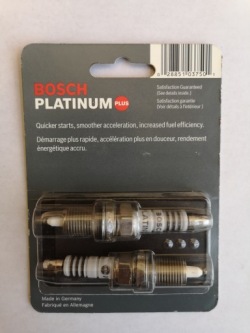 BOSCH
PLATINUM PLUS
Satisfaction Guaranteed
(See details inside.)
Satisfaction garantie
(Voir détails à l'intérieur.)
Quicker starts, smoother acceleration, increased fuel efficiency.
Démarrage plus rapide, accélération plus en douceur, rendement
énergétique accru.
BOSCH
Made in Germany
Fabriqué en Allemagne